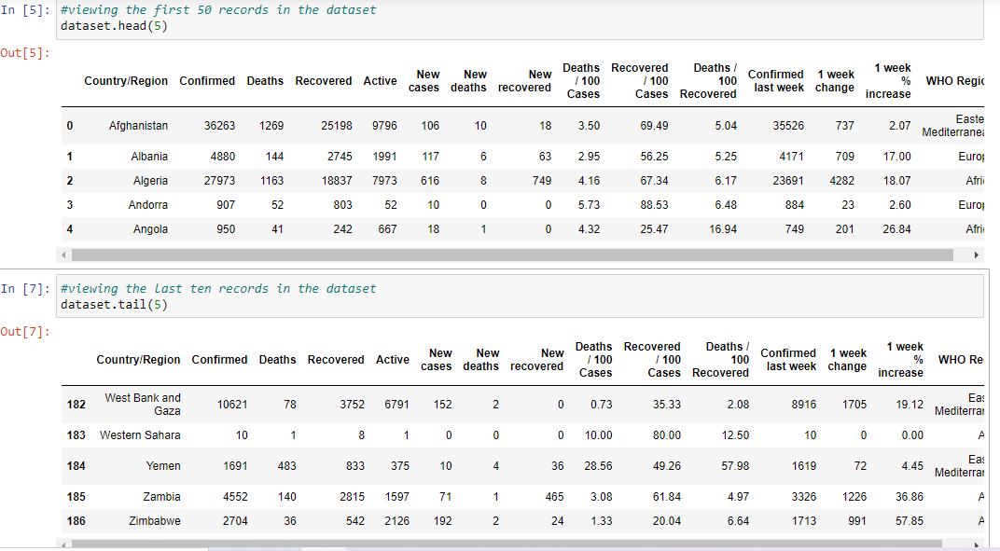 In [5]: #viewing the first 50 records in the dataset
dataset.head(5)
Out[5]:
Country/Region Confirmed Deaths Recovered Active New cases New deaths New recovered Deaths / 100 Cases Recovered / 100 Cases Deaths / 100 Recovered Confirmed last week 1 week change 1 week % increase WHO Regio
0 Afghanistan 36263 1269 25198 9796 106 10 18 3.50 69.49 5.04 35526 737 2.07 Easte Mediterranea
1 Albania 4880 144 2745 1991 117 6 63 2.95 56.25 5.25 4171 709 17.00 Europ
2 Algeria 27973 1163 18837 7973 616 8 749 4.16 67.34 6.17 23691 4282 18.07 Afri
3 Andorra 907 52 803 52 10 0 0 5.73 88.53 6.48 884 23 2.60 Europ
4 Angola 950 41 242 667 18 1 0 4.32 25.47 16.94 749 201 26.84 Afri
In [7]: #viewing the last ten records in the dataset
dataset.tail(5)
Out[7]:
Country/Region Confirmed Deaths Recovered Active New cases New deaths New recovered Deaths / 100 Cases Recovered / 100 Cases Deaths / 100 Recovered Confirmed last week 1 week change 1 week % increase WHO Re
182 West Bank and Gaza 10621 78 3752 6791 152 2 0 0.73 35.33 2.08 8916 1705 19.12 Eas Mediterrar
183 Western Sahara 10 1 8 1 0 0 0 10.00 80.00 12.50 10 0 0.00 A
184 Yemen 1691 483 833 375 10 4 36 28.56 49.26 57.98 1619 72 4.45 Eas Mediterrar
185 Zambia 4552 140 2815 1597 71 1 465 3.08 61.84 4.97 3326 1226 36.86 A
186 Zimbabwe 2704 36 542 2126 192 2 24 1.33 20.04 6.64 1713 991 57.85 A